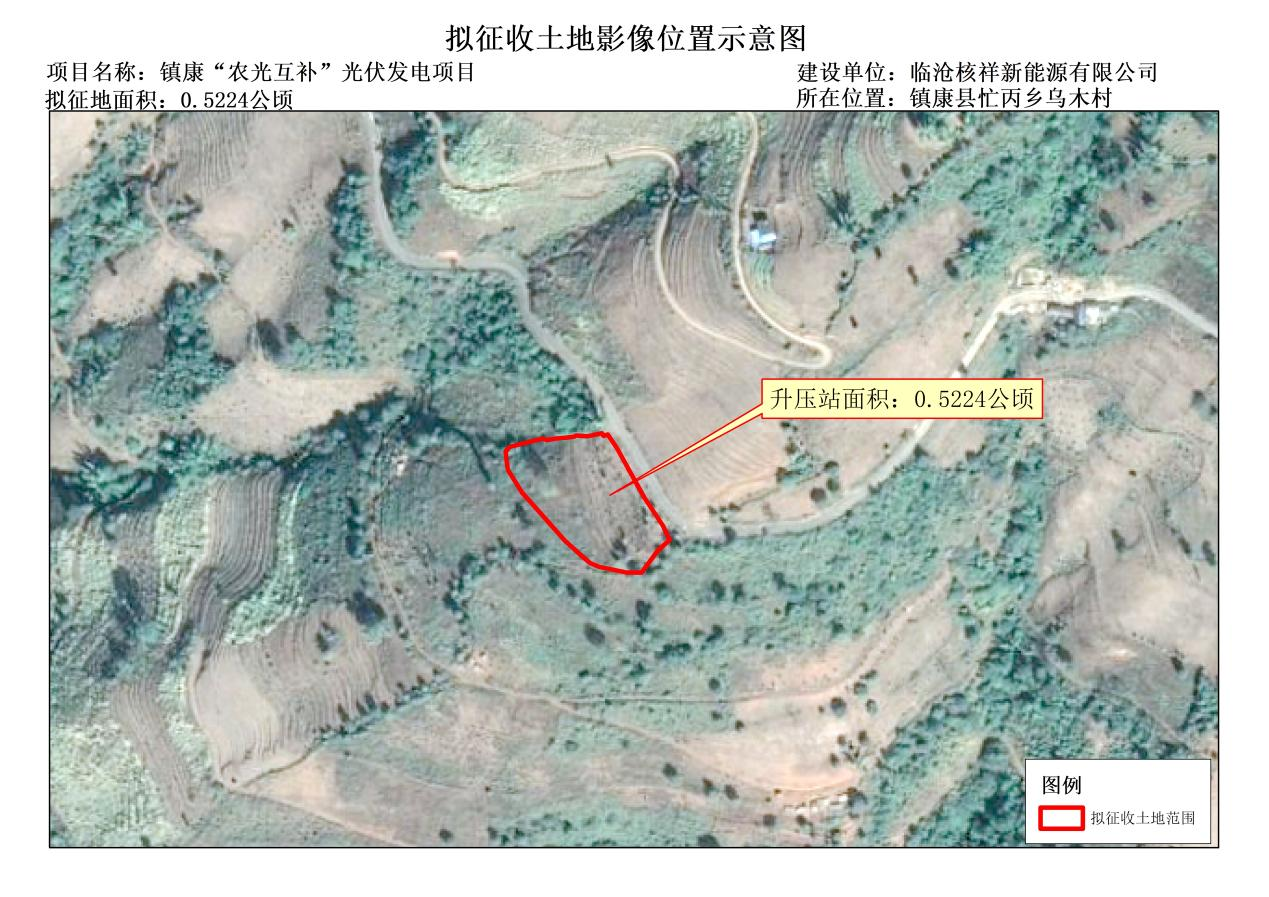 拟征收土地影像位置示意图
项目名称：镇康“农光互补”光伏发电项目
建设单位：临沧核祥新能源有限公司
拟征地面积：0.5224公顷
所在位置：镇康县忙丙乡乌木村
升压站面积：0.5224公顷
图例
拟征收土地范围